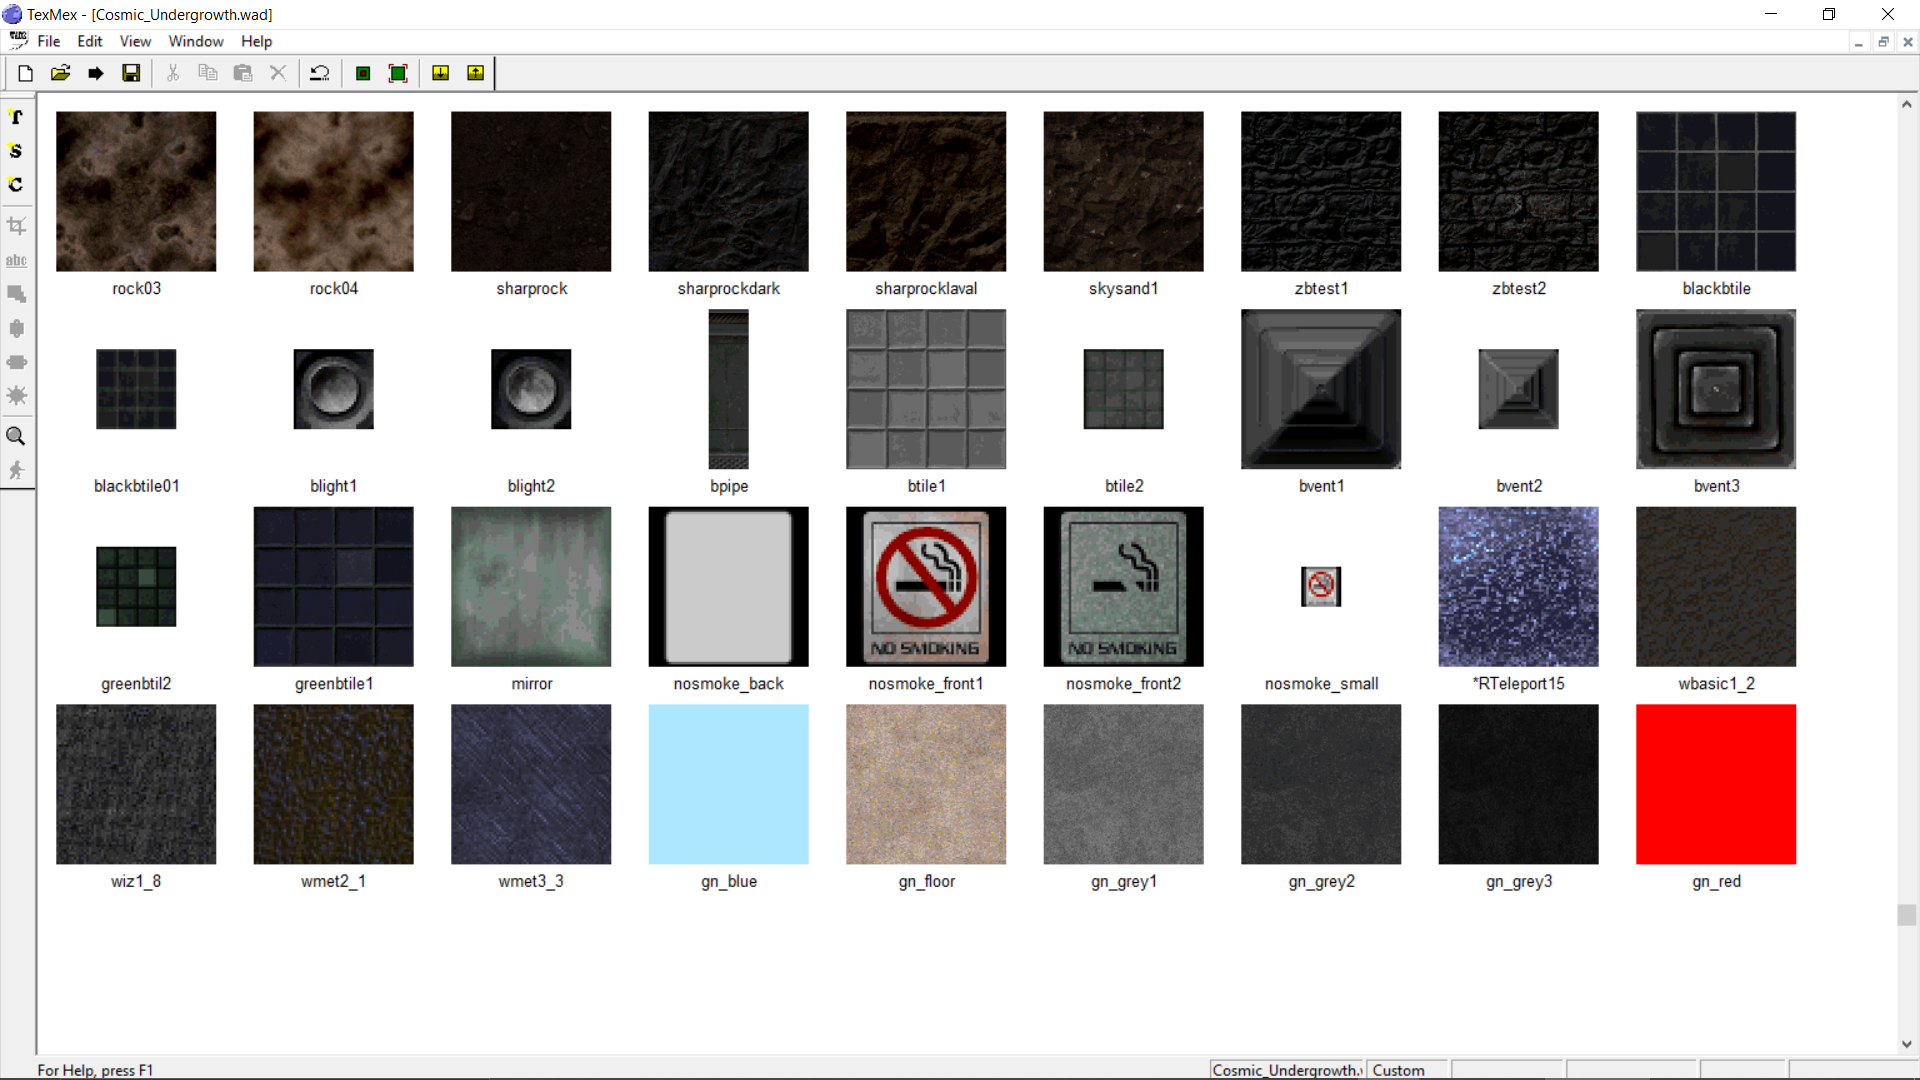 TexMex - [Cosmic_Undergrowth.wad]
File Edit View Window Help
T
S
C
abc
rock03 rock04 sharprock sharprockdark sharprocklaval skysand1 zbtest1 zbtest2 blackbtile
blackbtile01 blight1 blight2 bpipe btile1 btile2 bvent1 bvent2 bvent3
NO SMOKING NO SMOKING
greenbtil2 greenbtile1 mirror nosmoke_back nosmoke_front1 nosmoke_front2 nosmoke_small *RTeleport15 wbasic1_2
wiz1_8 wmet2_1 wmet3_3 gn_blue gn_floor gn_grey1 gn_grey2 gn_grey3 gn_red
For Help, press F1 Cosmic_Undergrowth. Custom